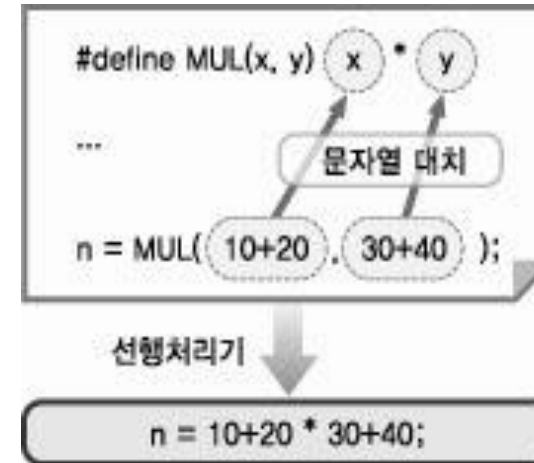 #define MUL(x, y) x * y
...
문자열 대치
n = MUL( 10+20 , 30+40 );
선행처리기
n = 10+20 * 30+40;